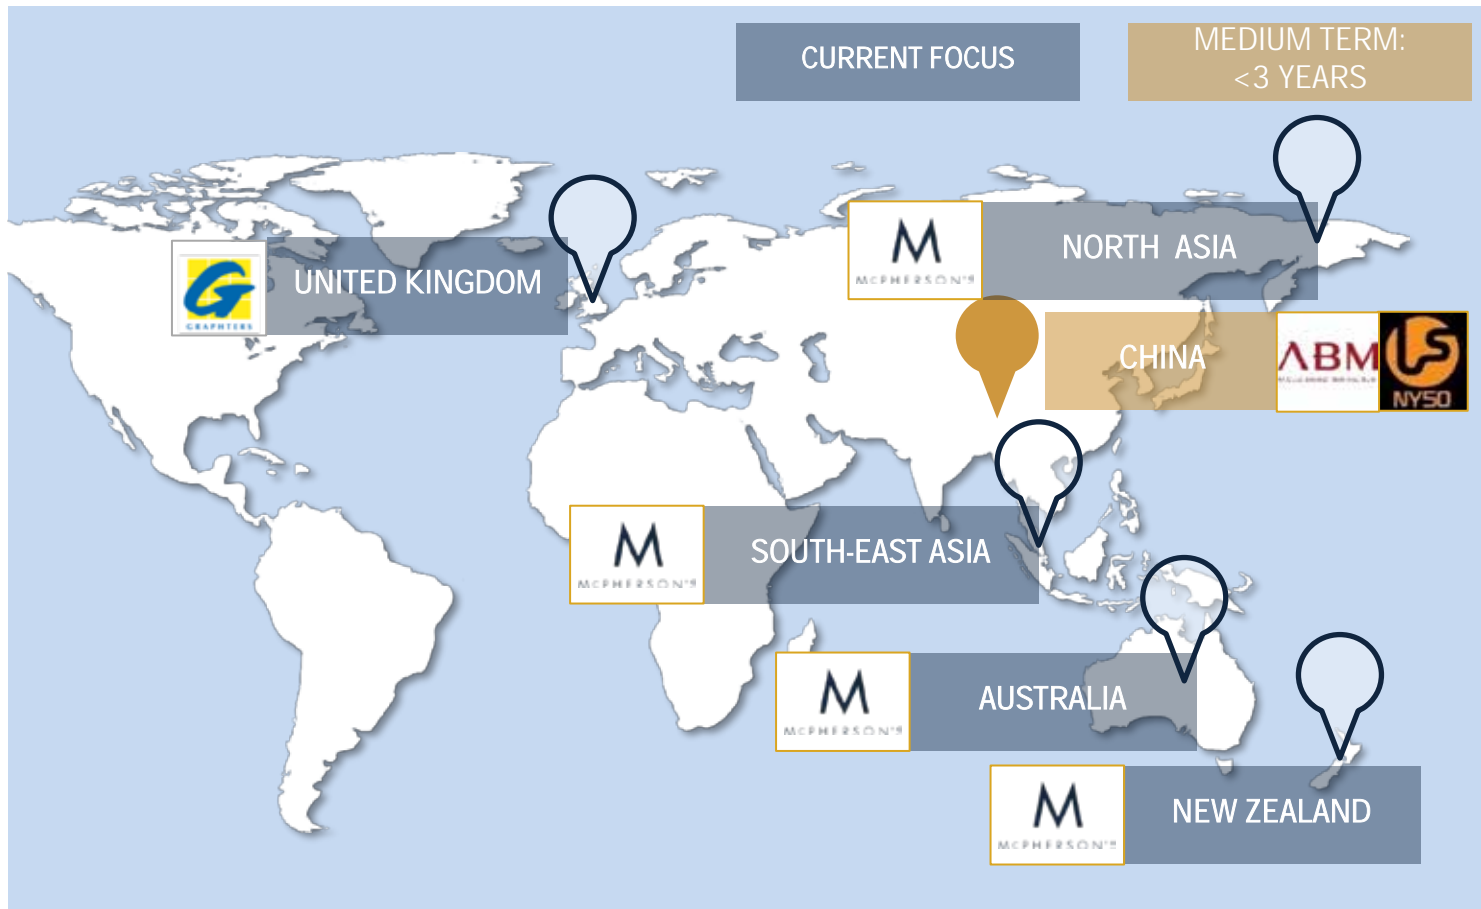 CURRENT FOCUS
MEDIUM TERM:
<3 YEARS
McPHERSON'S
NORTH ASIA
GRAPHTERS
UNITED KINGDOM
CHINA
ABM
NYSO
McPHERSON'S
SOUTH-EAST ASIA
McPHERSON'S
AUSTRALIA
McPHERSON'S
NEW ZEALAND